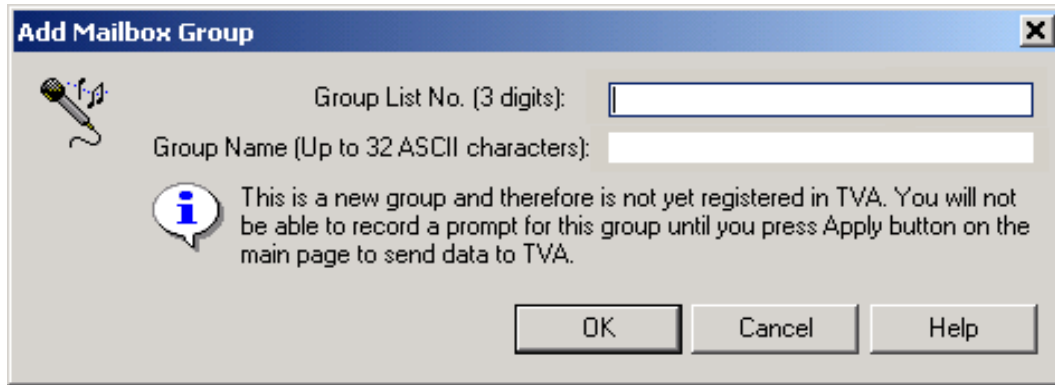 Add Mailbox Group
Group List No. (3 digits):
Group Name (Up to 32 ASCII characters):
This is a new group and therefore is not yet registered in TVA. You will not
be able to record a prompt for this group until you press Apply button on the
main page to send data to TVA.
OK Cancel Help